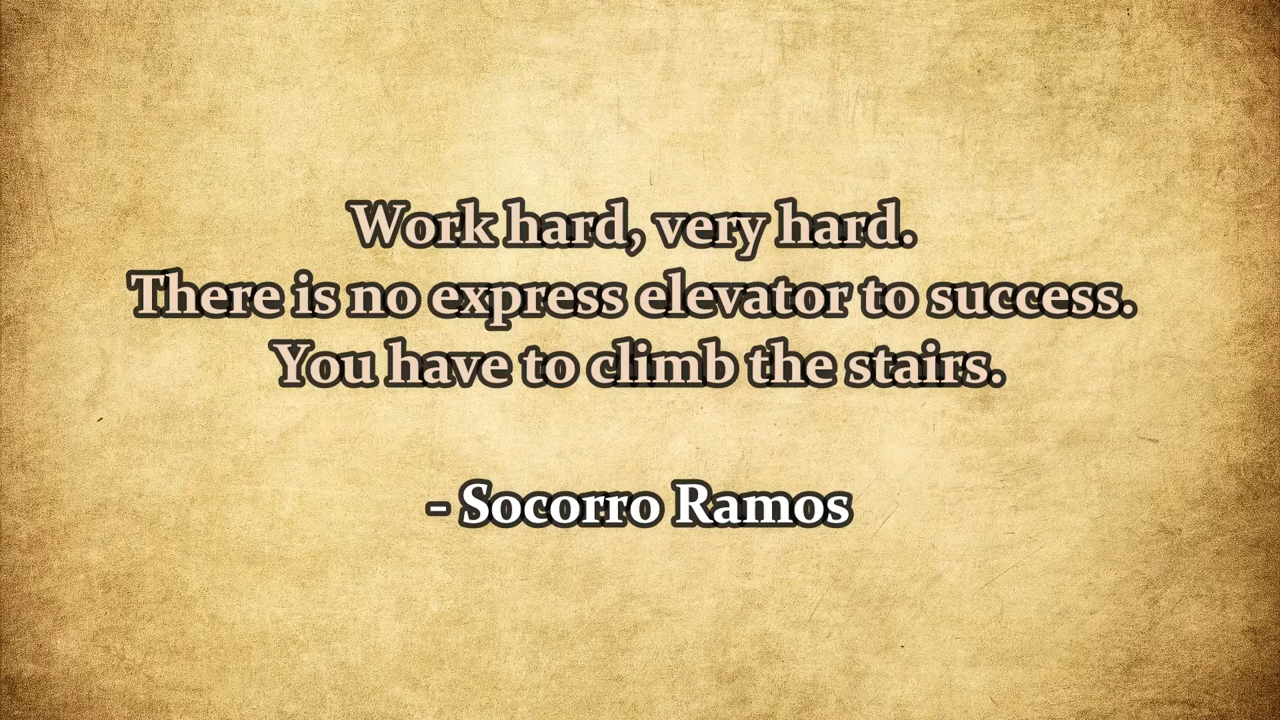 Work hard, very hard.
There is no express elevator to success.
You have to climb the stairs.
- Socorro Ramos